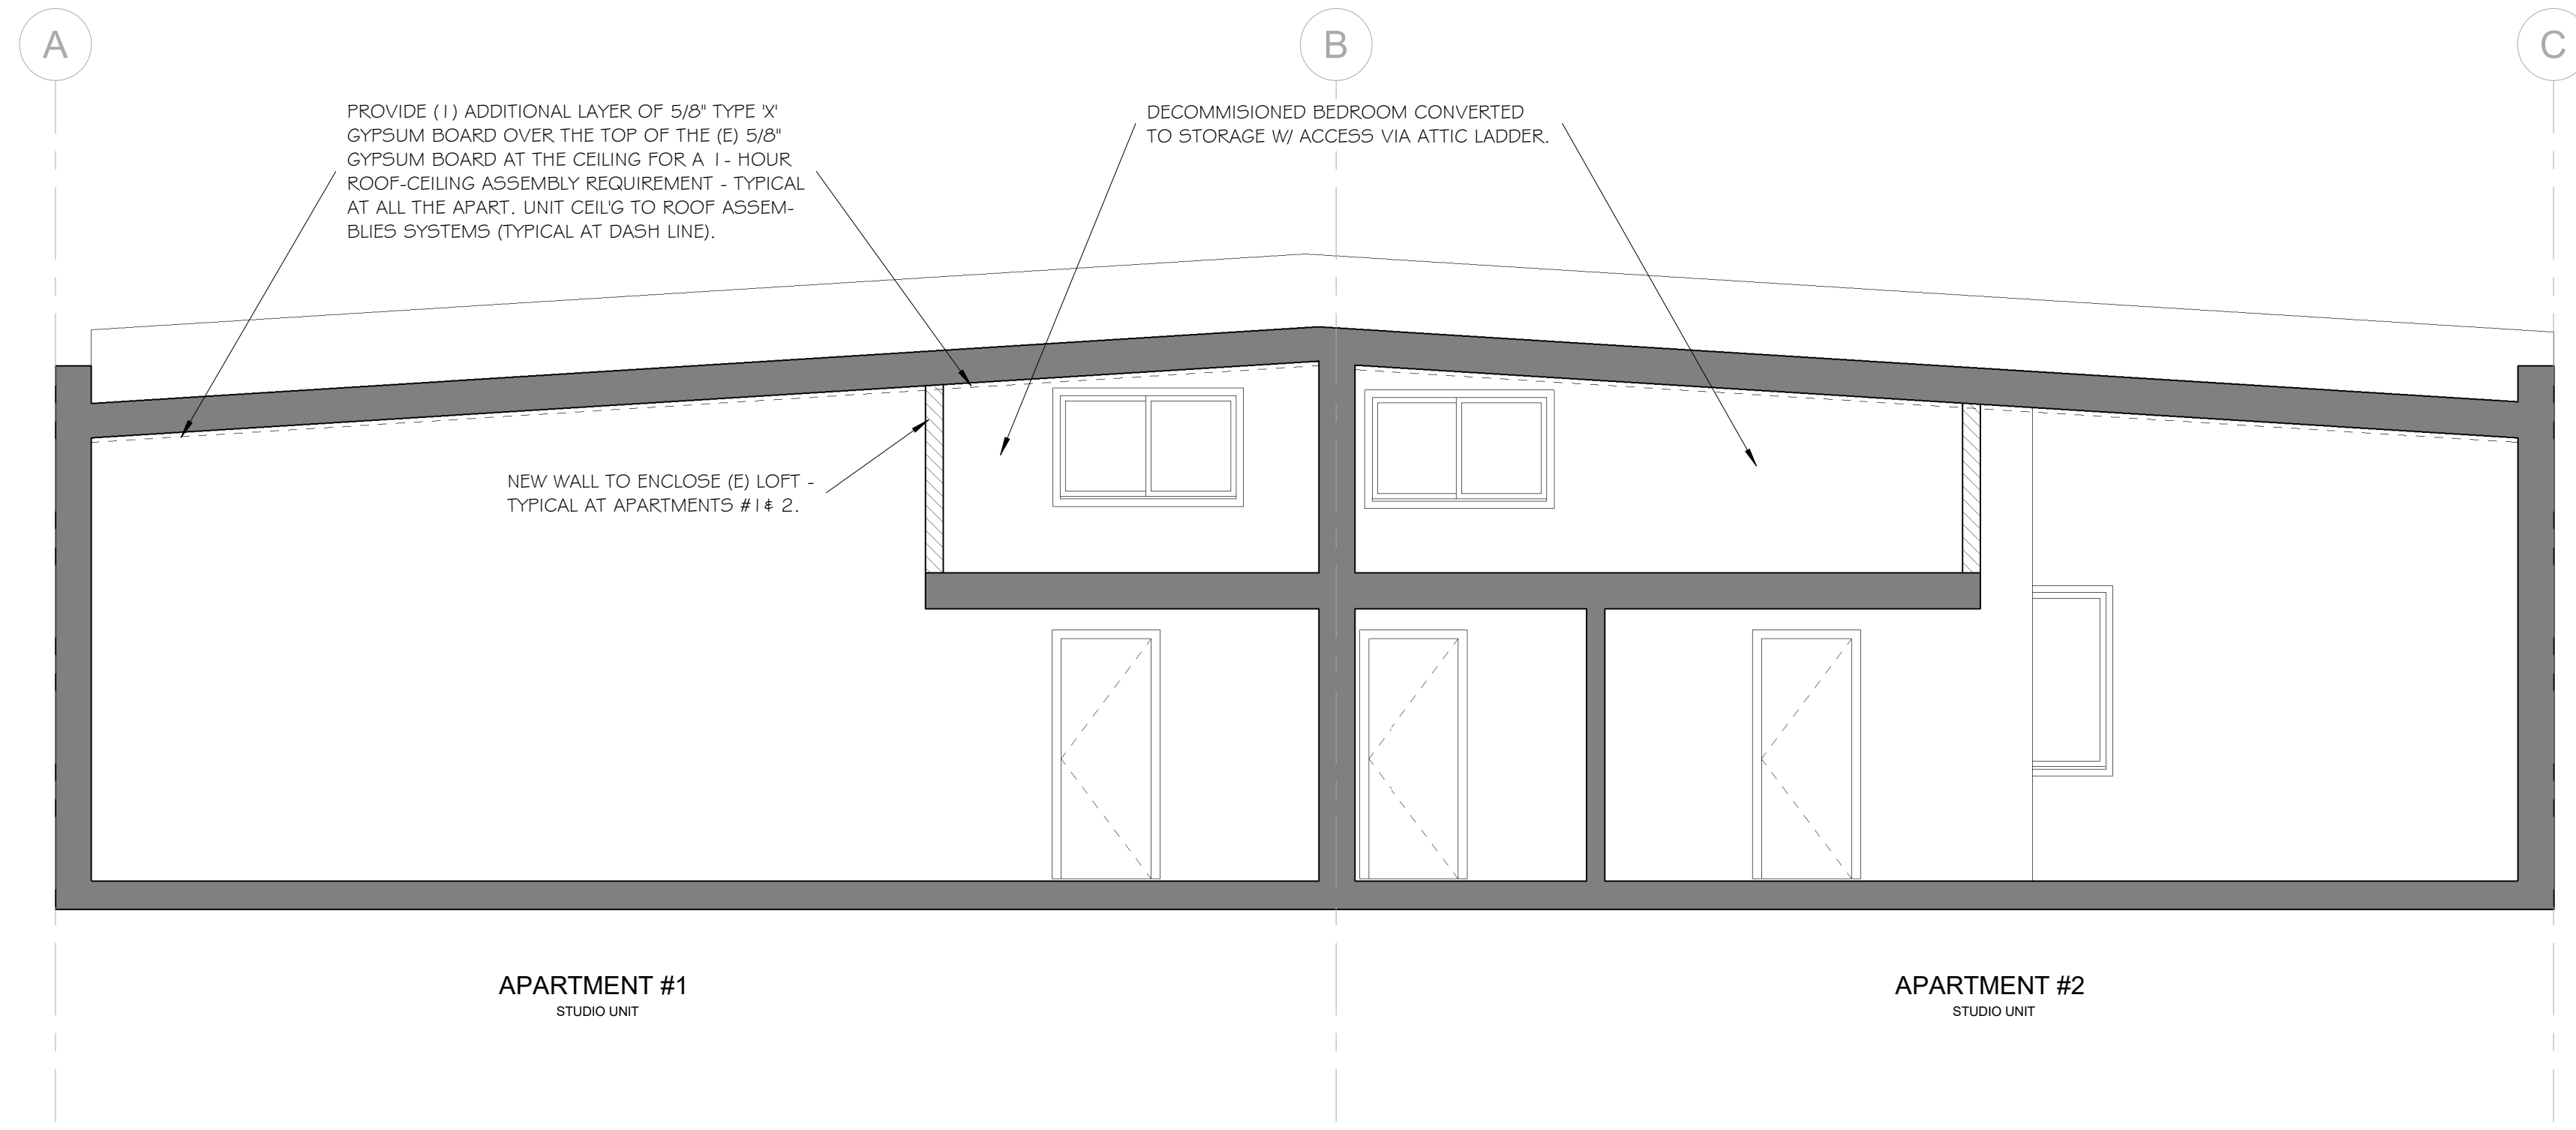 A
B
C
PROVIDE (1) ADDITIONAL LAYER OF 5/8" TYPE 'X'
GYPSUM BOARD OVER THE TOP OF THE (E) 5/8"
GYPSUM BOARD AT THE CEILING FOR A 1- HOUR
ROOF-CEILING ASSEMBLY REQUIREMENT - TYPICAL
AT ALL THE APART. UNIT CEIL'G TO ROOF ASSEM-
BLIES SYSTEMS (TYPICAL AT DASH LINE).
DECOMMISIONED BEDROOM CONVERTED
TO STORAGE W/ ACCESS VIA ATTIC LADDER.
NEW WALL TO ENCLOSE (E) LOFT -
TYPICAL AT APARTMENTS #1& 2.
APARTMENT #1
STUDIO UNIT
APARTMENT #2
STUDIO UNIT